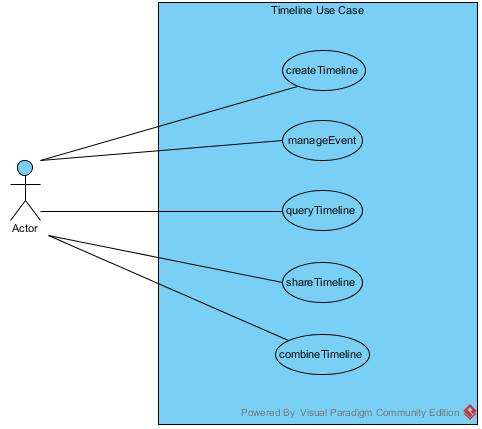 Timeline Use Case
createTimeline
manageEvent
queryTimeline
Actor
shareTimeline
combineTimeline
Powered By Visual Paradigm Community Edition